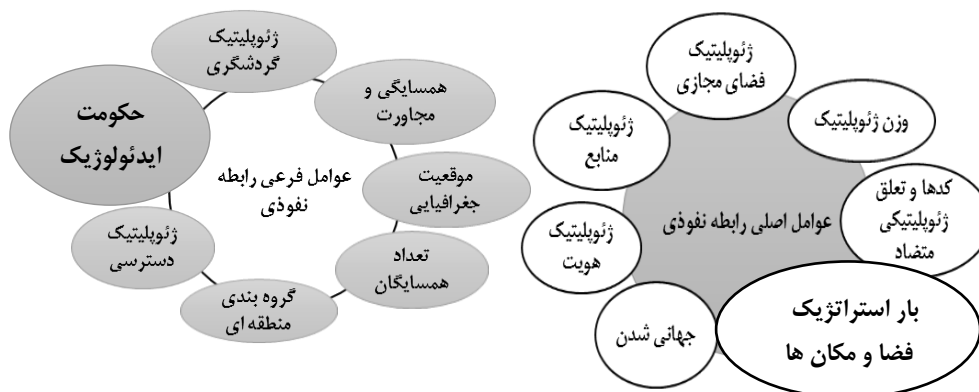 ژئوپلیتیک
فضای مجازی
وزن ژئوپلیتیک
کدها و تعلق
ژئوپلیتیکی
متضاد
بار استراتژیک
فضا و مکان ها
جهانی شدن
ژئوپلیتیک
هویت
ژئوپلیتیک
منابع
عوامل اصلی رابطه نفوذی
ژئوپلیتیک
گردشگری
همسایگی و
مجاورت
موقعیت
جغرافیایی
تعداد
همسایگان
گروه بندی
منطقه ای
ژئوپلیتیک
دسترسی
حکومت
ایدئولوژیک
عوامل فرعی رابطه
نفوذی